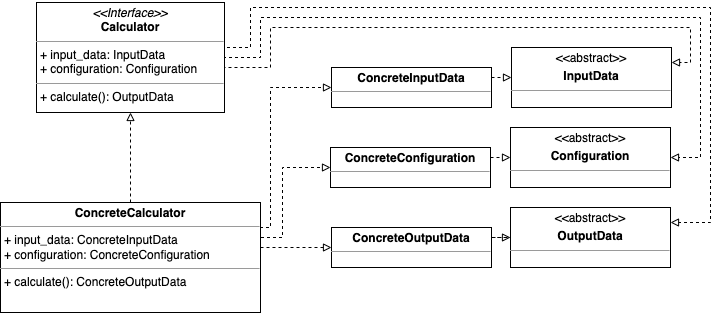 <<Interface>>
Calculator
+ input_data: InputData
+ configuration: Configuration
+ calculate(): OutputData
ConcreteInputData
<<abstract>>
InputData
ConcreteConfiguration
<<abstract>>
Configuration
ConcreteCalculator
+ input_data: ConcreteInputData
+ configuration: ConcreteConfiguration
+ calculate(): ConcreteOutputData
ConcreteOutputData
<<abstract>>
OutputData